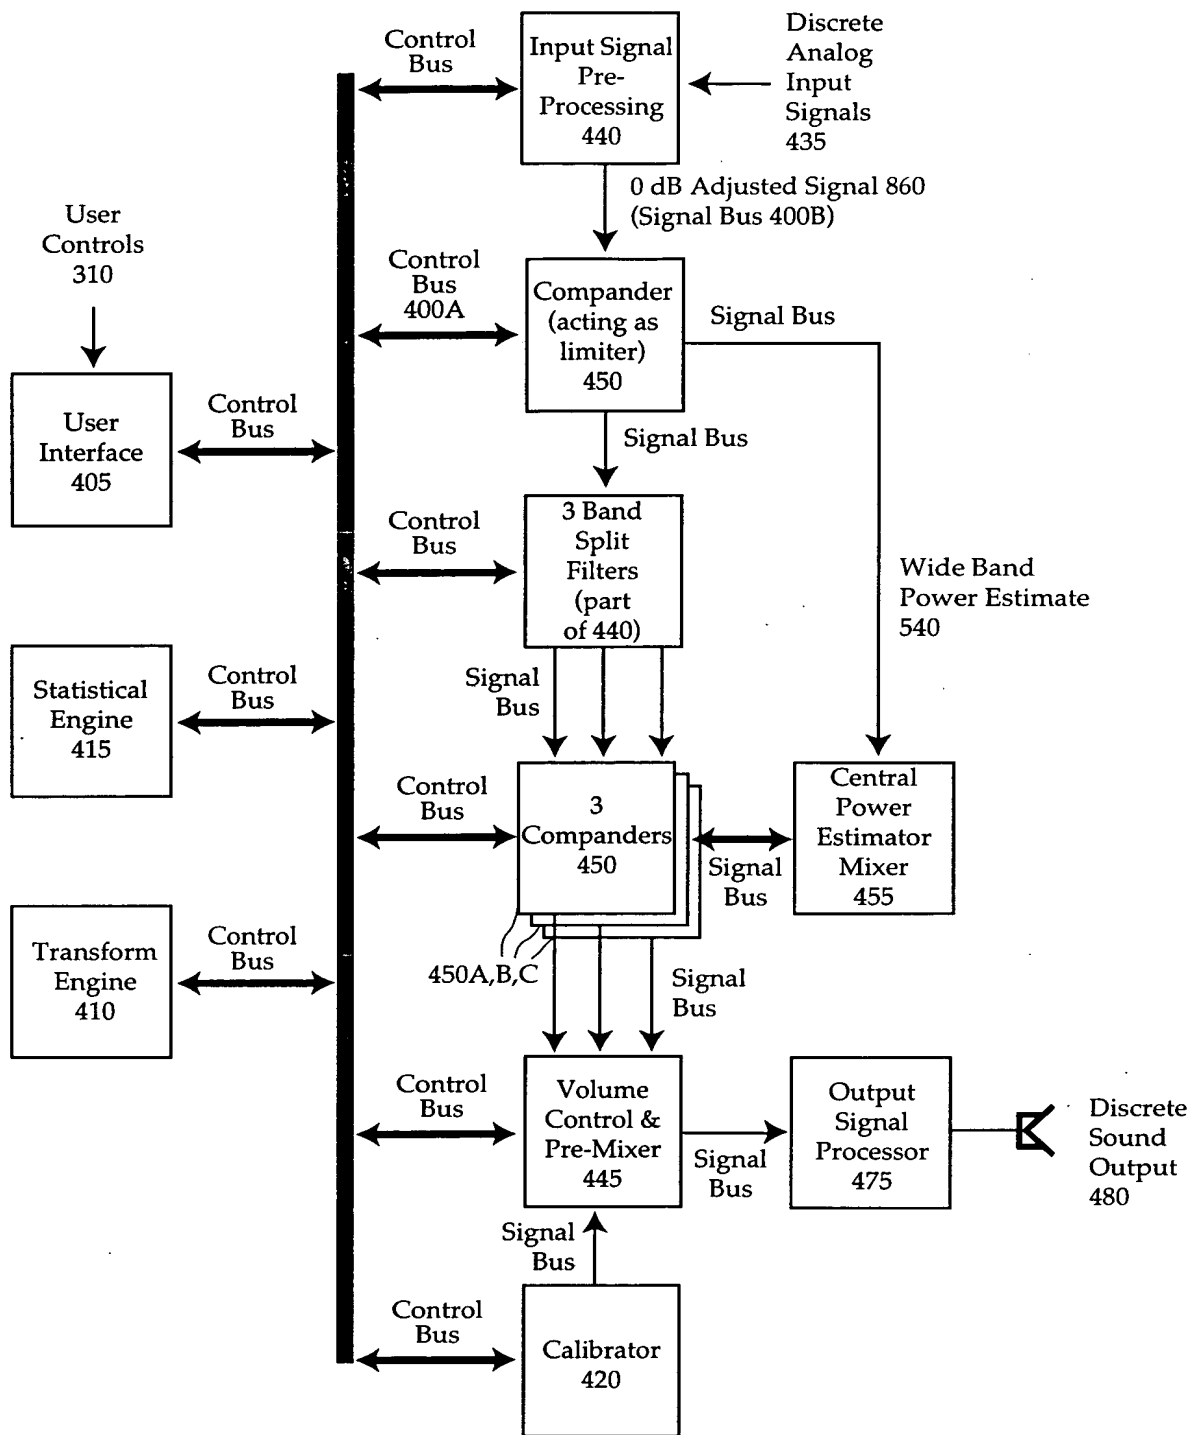 Control
Bus
Input Signal
Pre-
Processing
440
Discrete
Analog
Input
Signals
435
0 dB Adjusted Signal 860
(Signal Bus 400B)
User
Controls
310
Control
Bus
400A
Compander
(acting as
limiter)
450
Signal Bus
User
Interface
405
Control
Bus
Signal Bus
Control
Bus
3 Band
Split
Filters
(part
of 440)
Wide Band
Power Estimate
540
Statistical
Engine
415
Control
Bus
Signal
Bus
Control
Bus
3
Companders
450
Signal
Bus
Central
Power
Estimator
Mixer
455
Transform
Engine
410
Control
Bus
450A,B,C
Signal
Bus
Control
Bus
Volume
Control &
Pre-Mixer
445
Signal
Bus
Output
Signal
Processor
475
Discrete
Sound
Output
480
Signal
Bus
Control
Bus
Calibrator
420